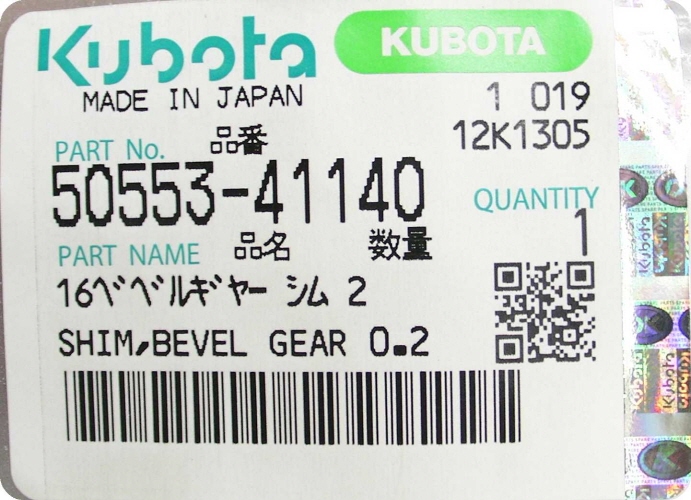 Kubota
KUBOTA
MADE IN JAPAN
1 019
12K1305
PART No. 品番
50553-41140
QUANTITY
1
PART NAME 品名 数量
16ベベルギヤー シム 2
SHIM,BEVEL GEAR 0.2
Kubota
Kubota